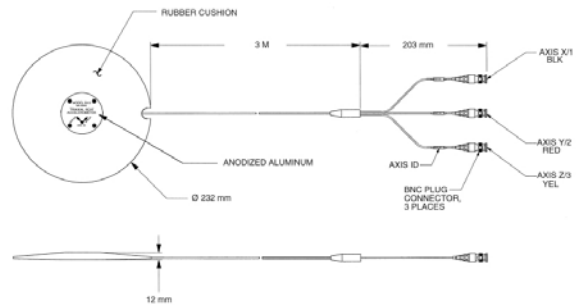 RUBBER CUSHION
3 M
203 mm
AXIS X/1
BLK
AXIS Y/2
RED
ANODIZED ALUMINUM
AXIS ID
AXIS Z/3
YEL
BNC PLUG
CONNECTOR,
3 PLACES
Ø 232 mm
12 mm